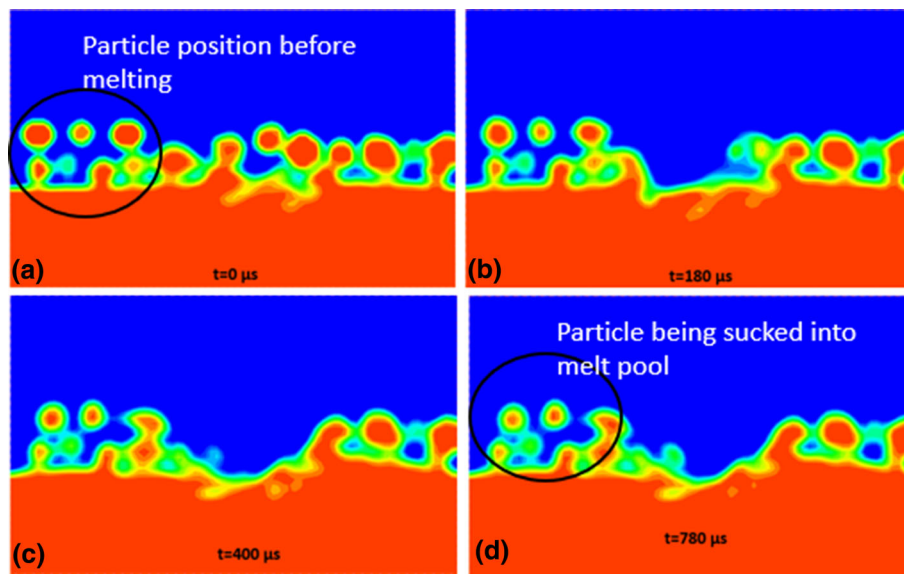 Particle position before
melting
(a)
t=0 µs
(b)
t=180 µs
Particle being sucked into
melt pool
(c)
t=400 µs
(d)
t=780 µs